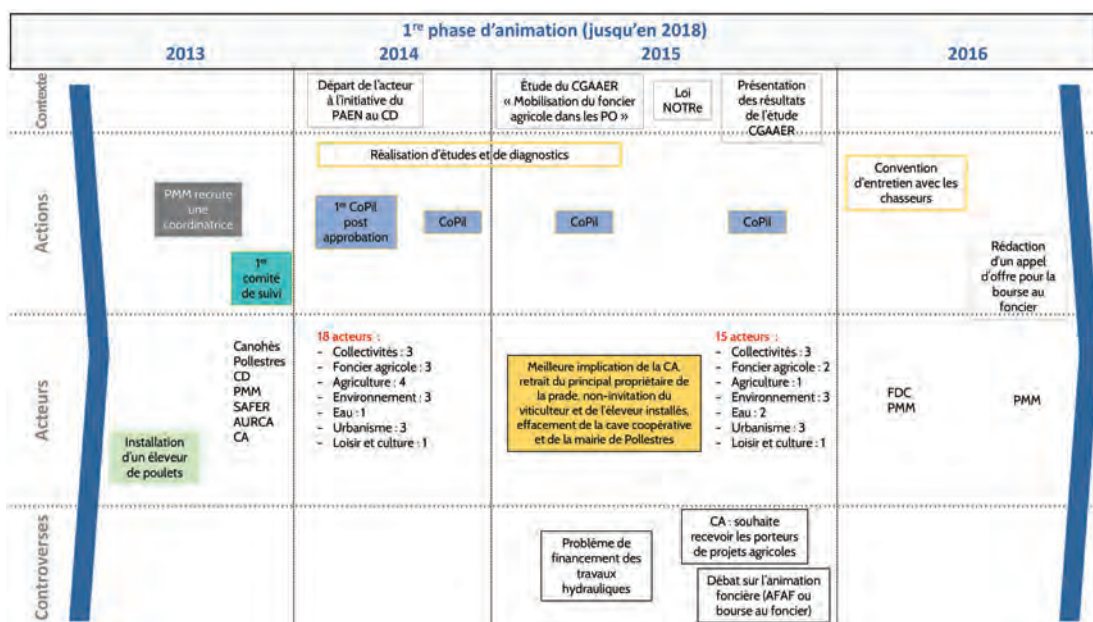 1re phase d'animation (jusqu'en 2018)
2013
2014
2015
2016
Contexte
Départ de l'acteur
à l'initiative du
PAEN au CD
Étude du CGAAER
« Mobilisation du foncier
agricole dans les PO »
Loi
NOTRe
Présentation
des résultats
de l'étude
CGAAER
Actions
Réalisation d'études et de diagnostics
PMM recrute
une
coordinatrice
1er
comité
de suivi
1er CoPil
post
approbation
CoPil
CoPil
CoPil
Convention
d'entretien avec les
chasseurs
Rédaction
d'un appel
d'offre pour la
bourse au
foncier
Acteurs
Installation
d'un éleveur
de poulets
Canohès
Pollestres
CD
PMM
SAFER
AURCA
CA
18 acteurs :
- Collectivités : 3
- Foncier agricole : 3
- Agriculture : 4
- Environnement : 3
- Eau : 1
- Urbanisme : 3
- Loisir et culture : 1
Meilleure implication de la CA,
retrait du principal propriétaire de
la prade, non-invitation du
viticulteur et de l'éleveur installés,
effacement de la cave coopérative
et de la mairie de Pollestres
15 acteurs :
- Collectivités : 3
- Foncier agricole : 2
- Agriculture : 1
- Environnement : 3
- Eau : 2
- Urbanisme : 3
- Loisir et culture : 1
FDC
PMM
PMM
Controverses
Problème de
financement des
travaux
hydrauliques
CA : souhaite
recevoir les porteurs
de projets agricoles
Débat sur l'animation
foncière (AFAF ou
bourse au foncier)